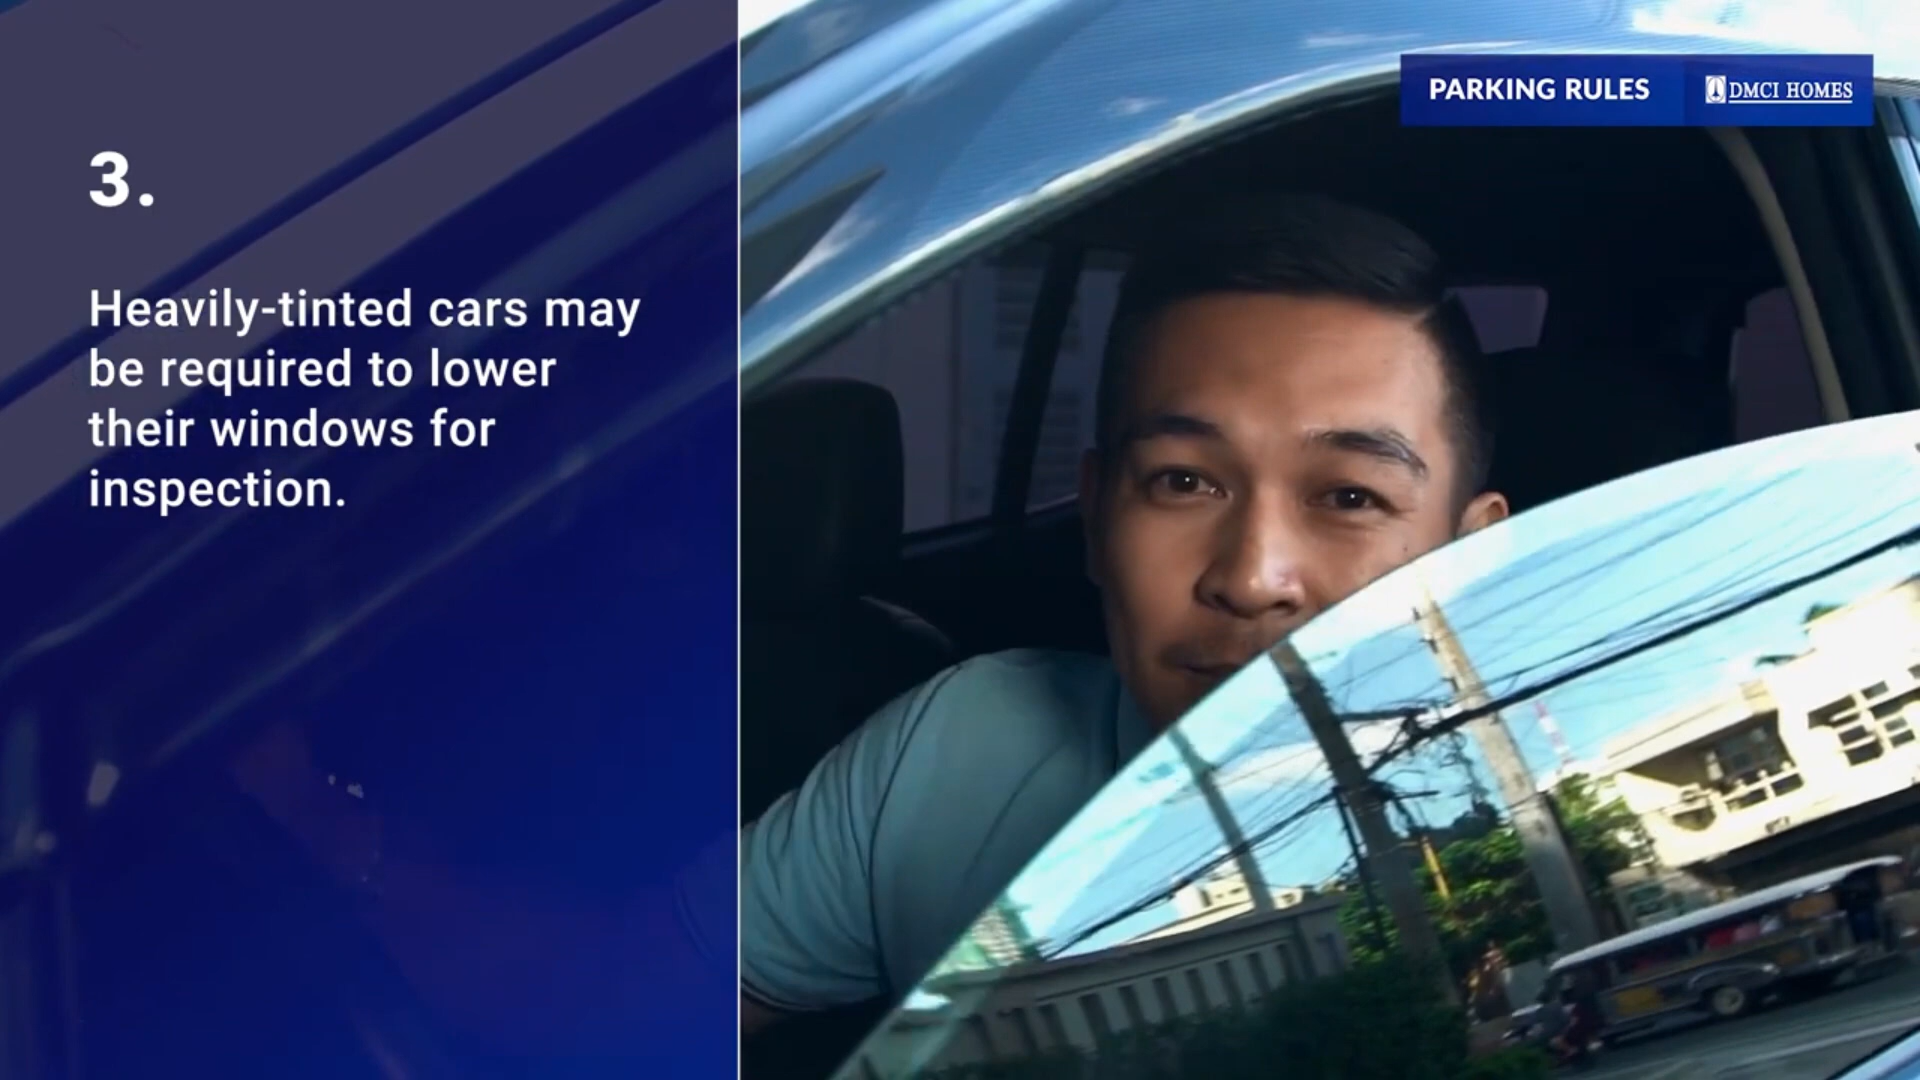 PARKING RULES
DMCI HOMES
3.
Heavily-tinted cars may
be required to lower
their windows for
inspection.